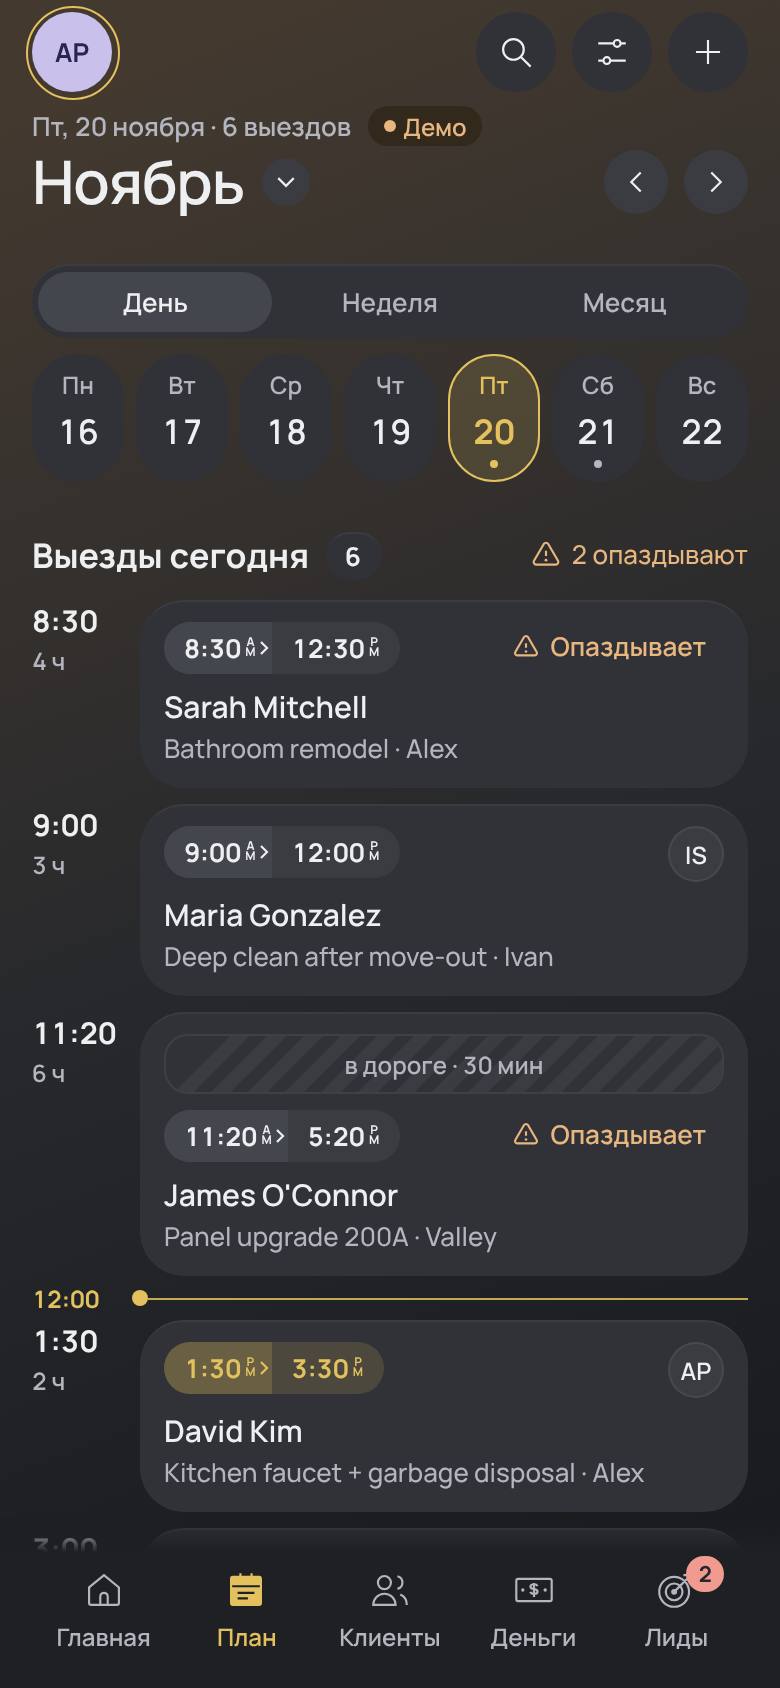 AP
Пт, 20 ноября · 6 выездов
Демо
Ноябрь
День Неделя Месяц
Пн Вт Ср Чт Пт Сб Вс
16 17 18 19 20 21 22
Выезды сегодня 6 2 опаздывают
8:30
4 ч
8:30 AM > 12:30 PM
Опаздывает
Sarah Mitchell
Bathroom remodel · Alex
9:00
3 ч
9:00 AM > 12:00 PM
IS
Maria Gonzalez
Deep clean after move-out · Ivan
11:20
6 ч
в дороге · 30 мин
11:20 AM > 5:20 PM
Опаздывает
James O'Connor
Panel upgrade 200A · Valley
12:00
1:30
2 ч
1:30 PM > 3:30 PM
AP
David Kim
Kitchen faucet + garbage disposal · Alex
3:00
2
Главная План Клиенты Деньги Лиды